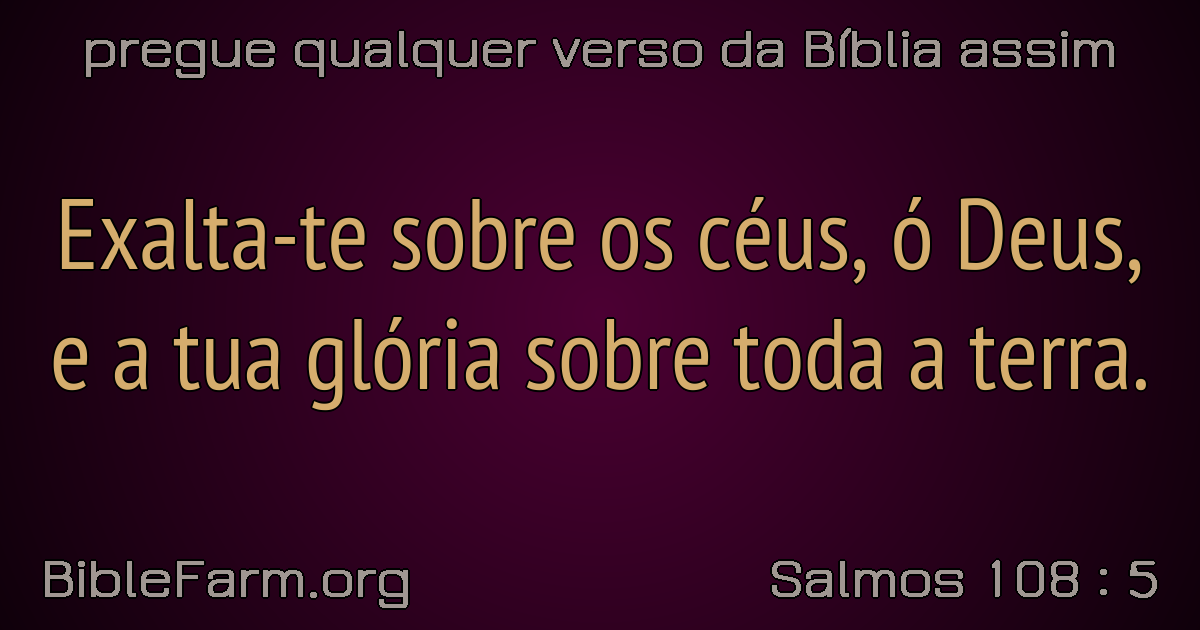 pregue qualquer verso da Bíblia assim
Exalta-te sobre os céus, ó Deus,
e a tua glória sobre toda a terra.
BibleFarm.org
Salmos 108 : 5